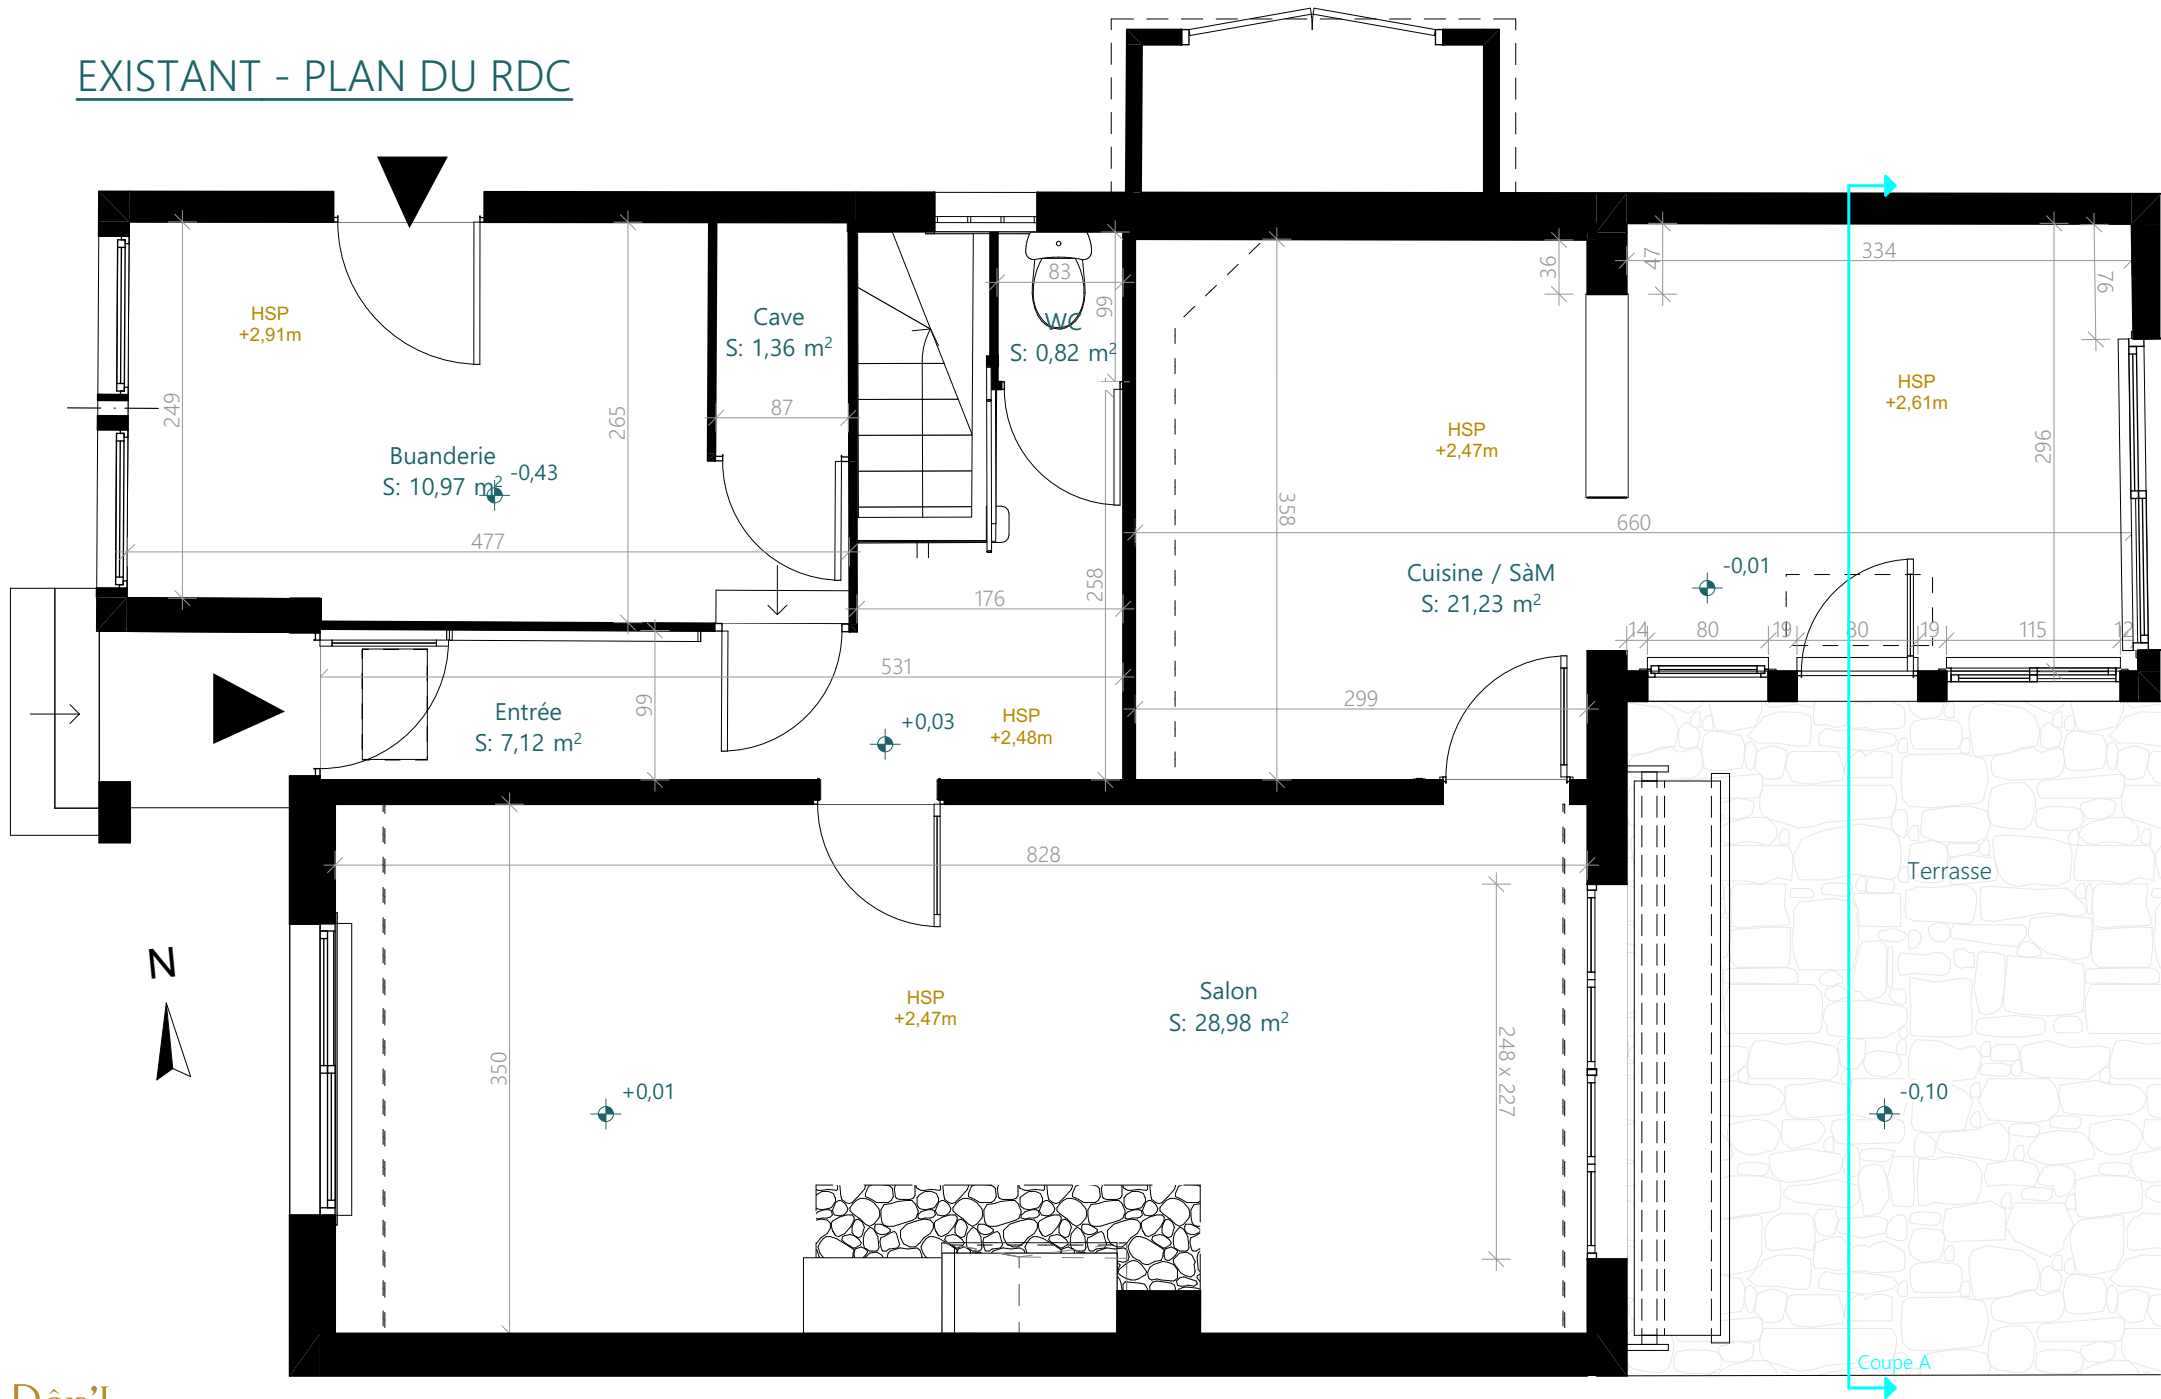 EXISTANT - PLAN DU RDC
HSP
+2,91m
249
265
Buanderie
S: 10,97 m²
-0,43
477
Cave
S: 1,36 m²
87
83
99
WC
S: 0,82 m²
258
176
531
99
Entrée
S: 7,12 m²
+0,03
HSP
+2,48m
358
36
47
334
76
HSP
+2,61m
HSP
+2,47m
296
660
Cuisine / SàM
S: 21,23 m²
-0,01
299
14
80
19
80
19
115
12
828
N
HSP
+2,47m
Salon
S: 28,98 m²
350
+0,01
248 x 227
Terrasse
-0,10
Coupe A